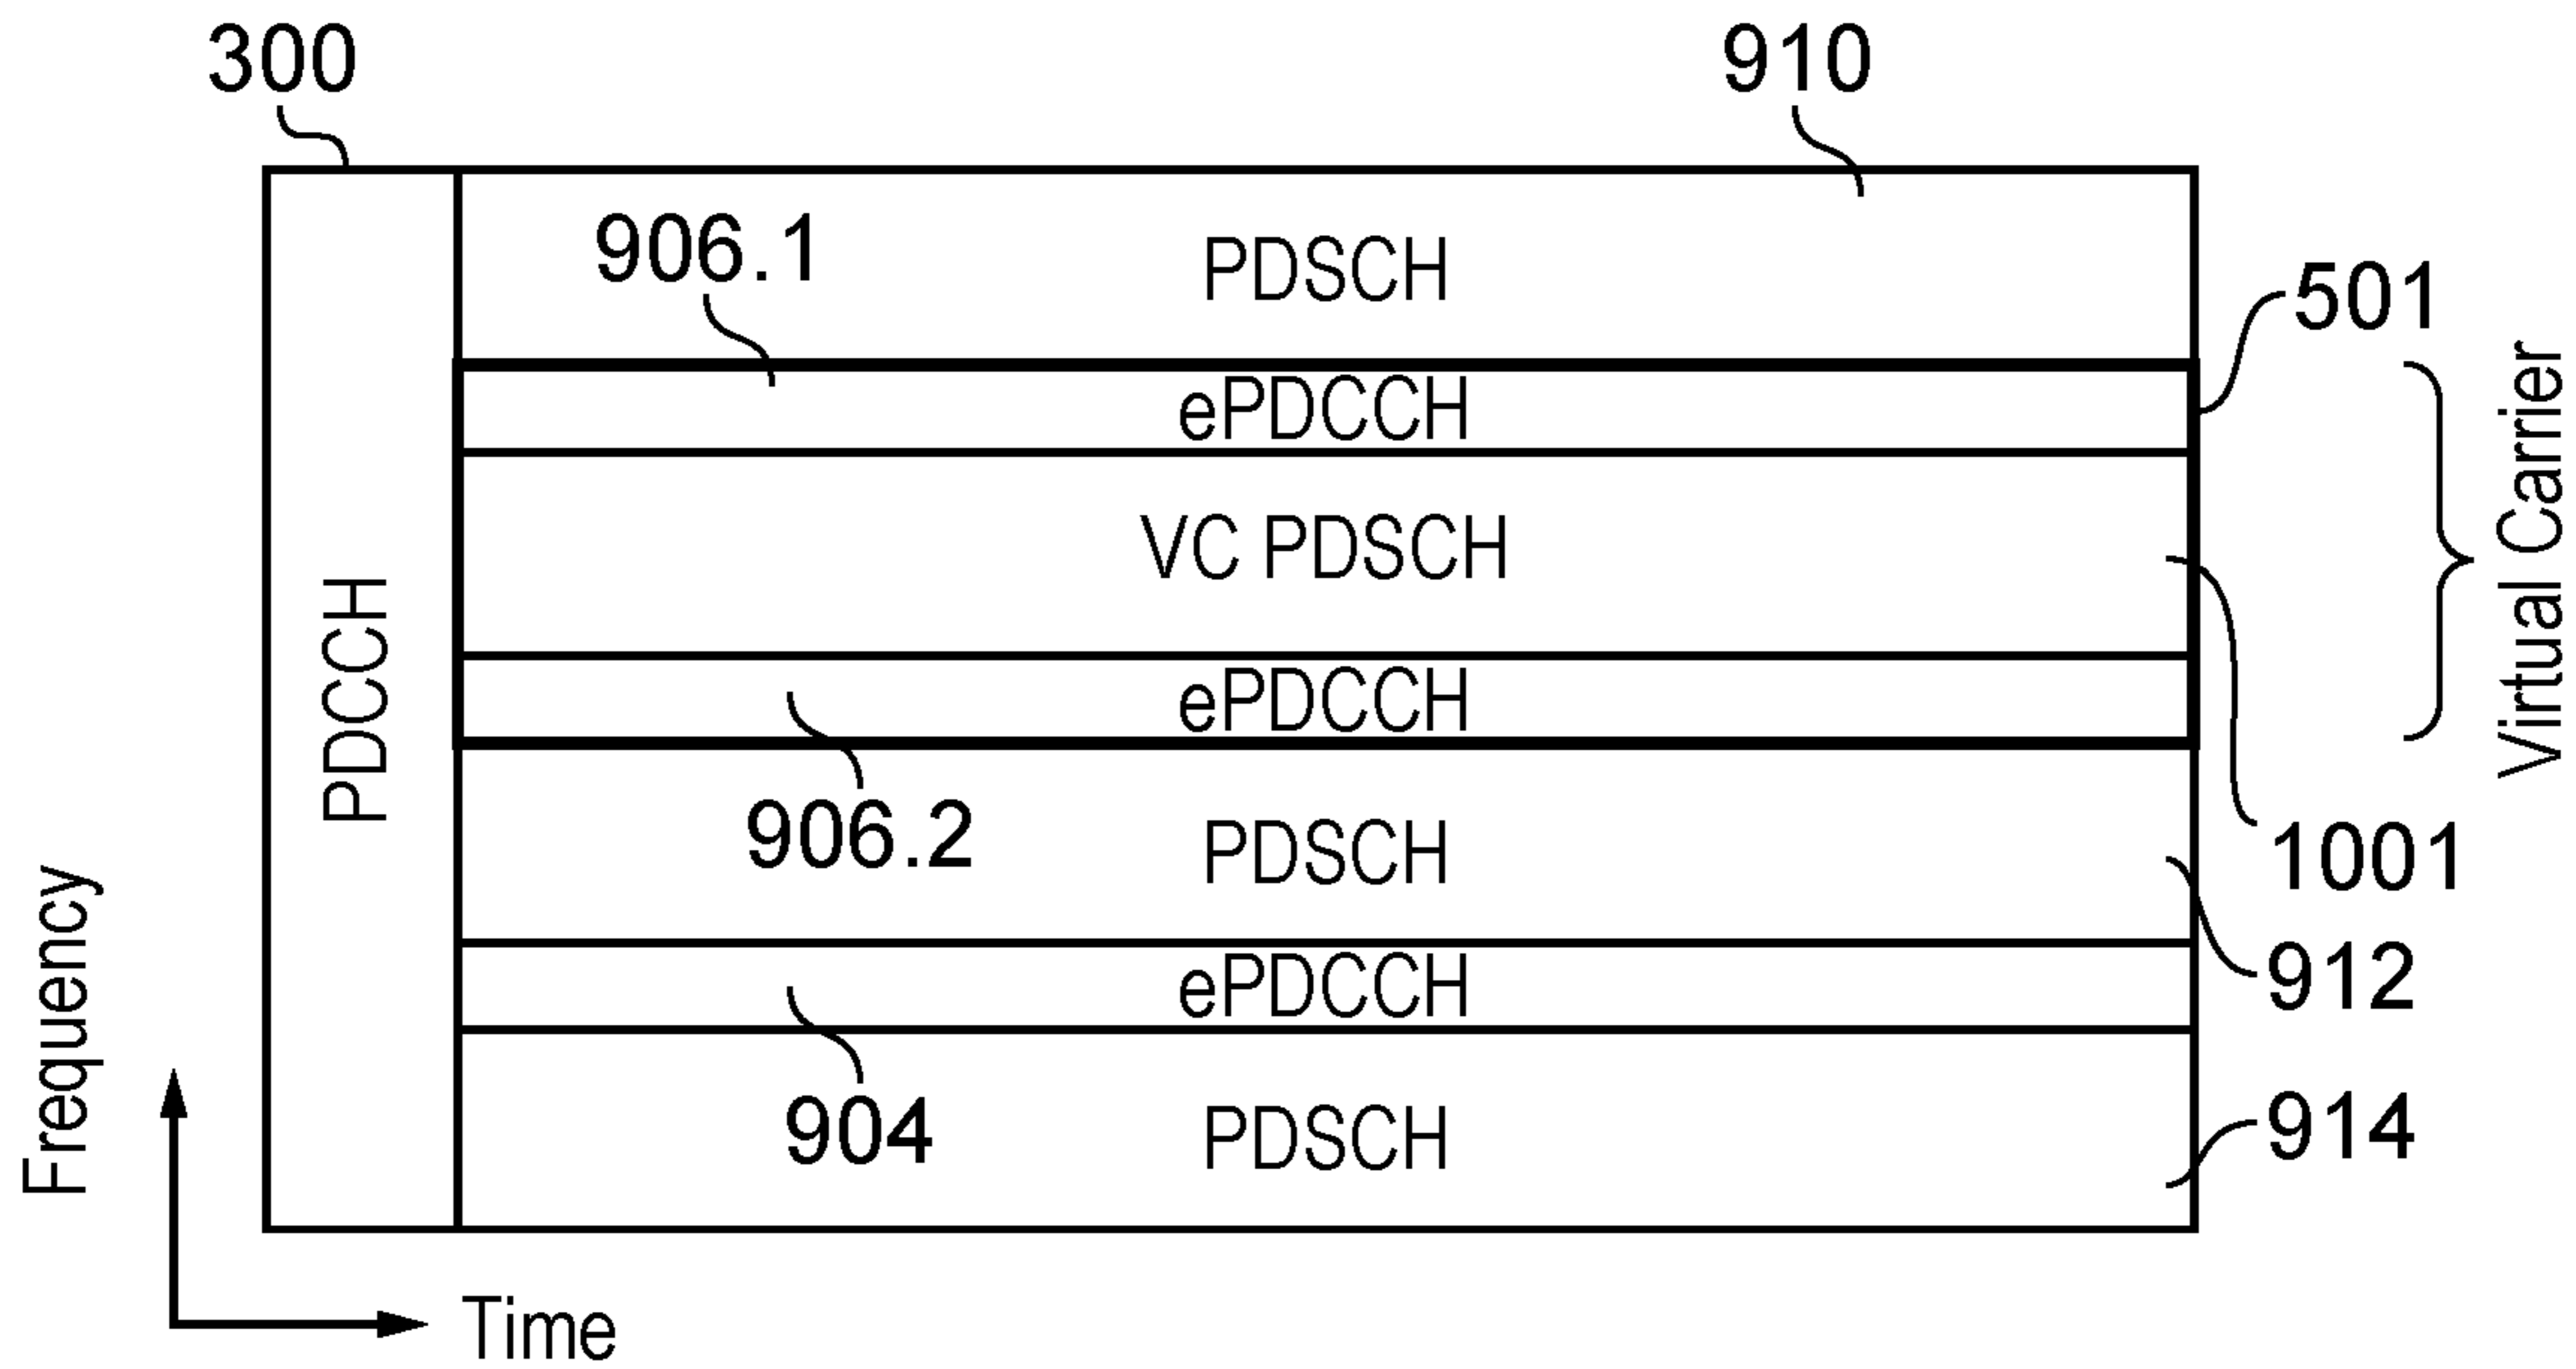 300
910
906.1
PDSCH
501
ePDCCH
Virtual Carrier
VC PDSCH
PDCCH
ePDCCH
906.2
PDSCH
1001
Frequency
ePDCCH
912
904
PDSCH
914
Time